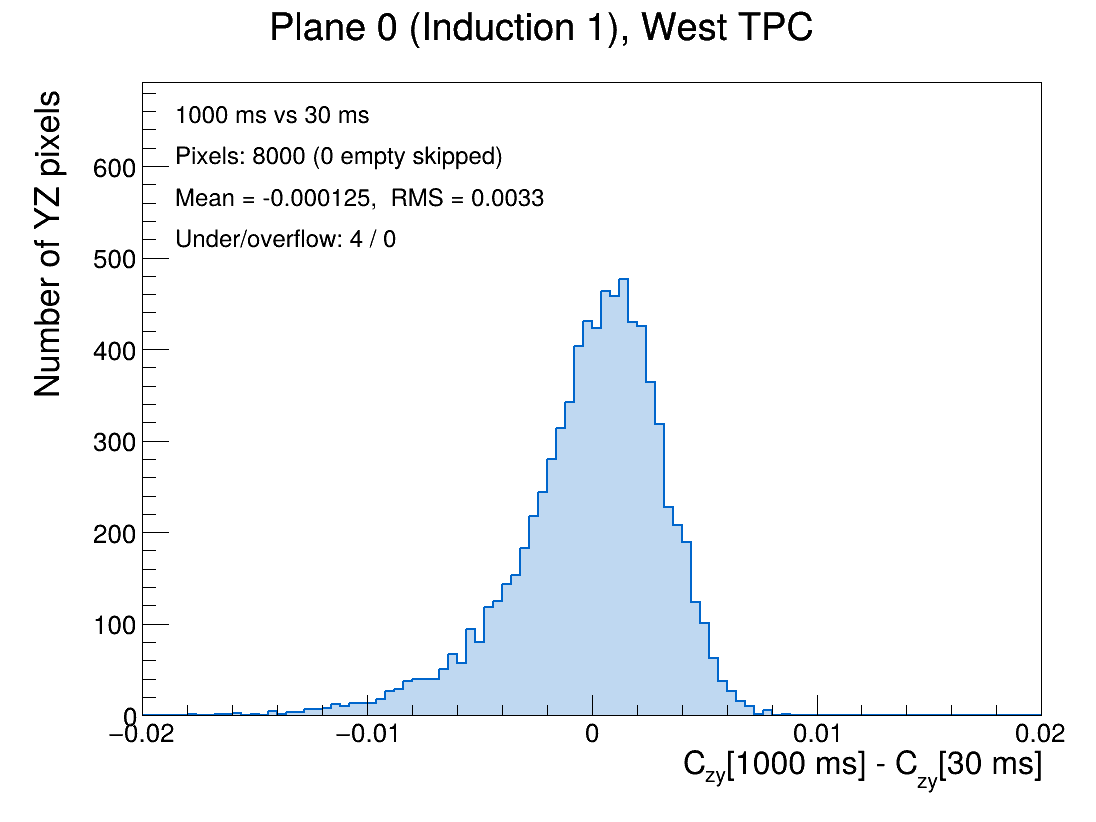 Plane 0 (Induction 1), West TPC
Number of YZ pixels
1000 ms vs 30 ms
Pixels: 8000 (0 empty skipped)
Mean = -0.000125,  RMS = 0.0033
Under/overflow: 4 / 0
600
500
400
300
200
100
0
−0.02 −0.01 0 0.01 0.02
Czy[1000 ms] - Czy[30 ms]